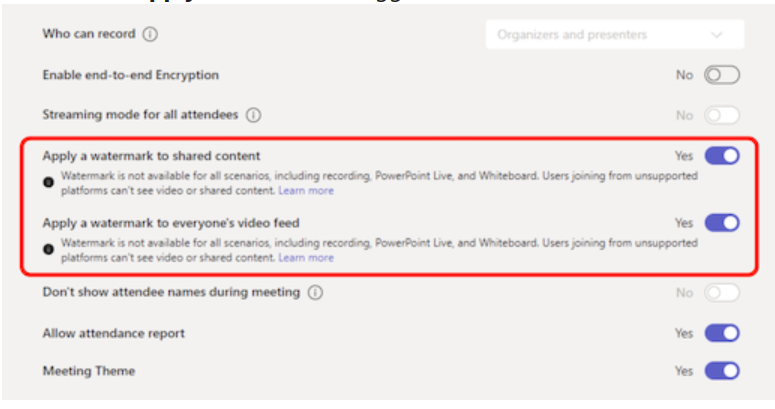 Who can record
Organizers and presenters
Enable end-to-end Encryption
No
Streaming mode for all attendees
No
Apply a watermark to shared content
Yes
Watermark is not available for all scenarios, including recording, PowerPoint Live, and Whiteboard. Users joining from unsupported
platforms can't see video or shared content. Learn more
Apply a watermark to everyone's video feed
Yes
Watermark is not available for all scenarios, including recording, PowerPoint Live, and Whiteboard. Users joining from unsupported
platforms can't see video or shared content. Learn more
Don't show attendee names during meeting
No
Allow attendance report
Yes
Meeting Theme
Yes